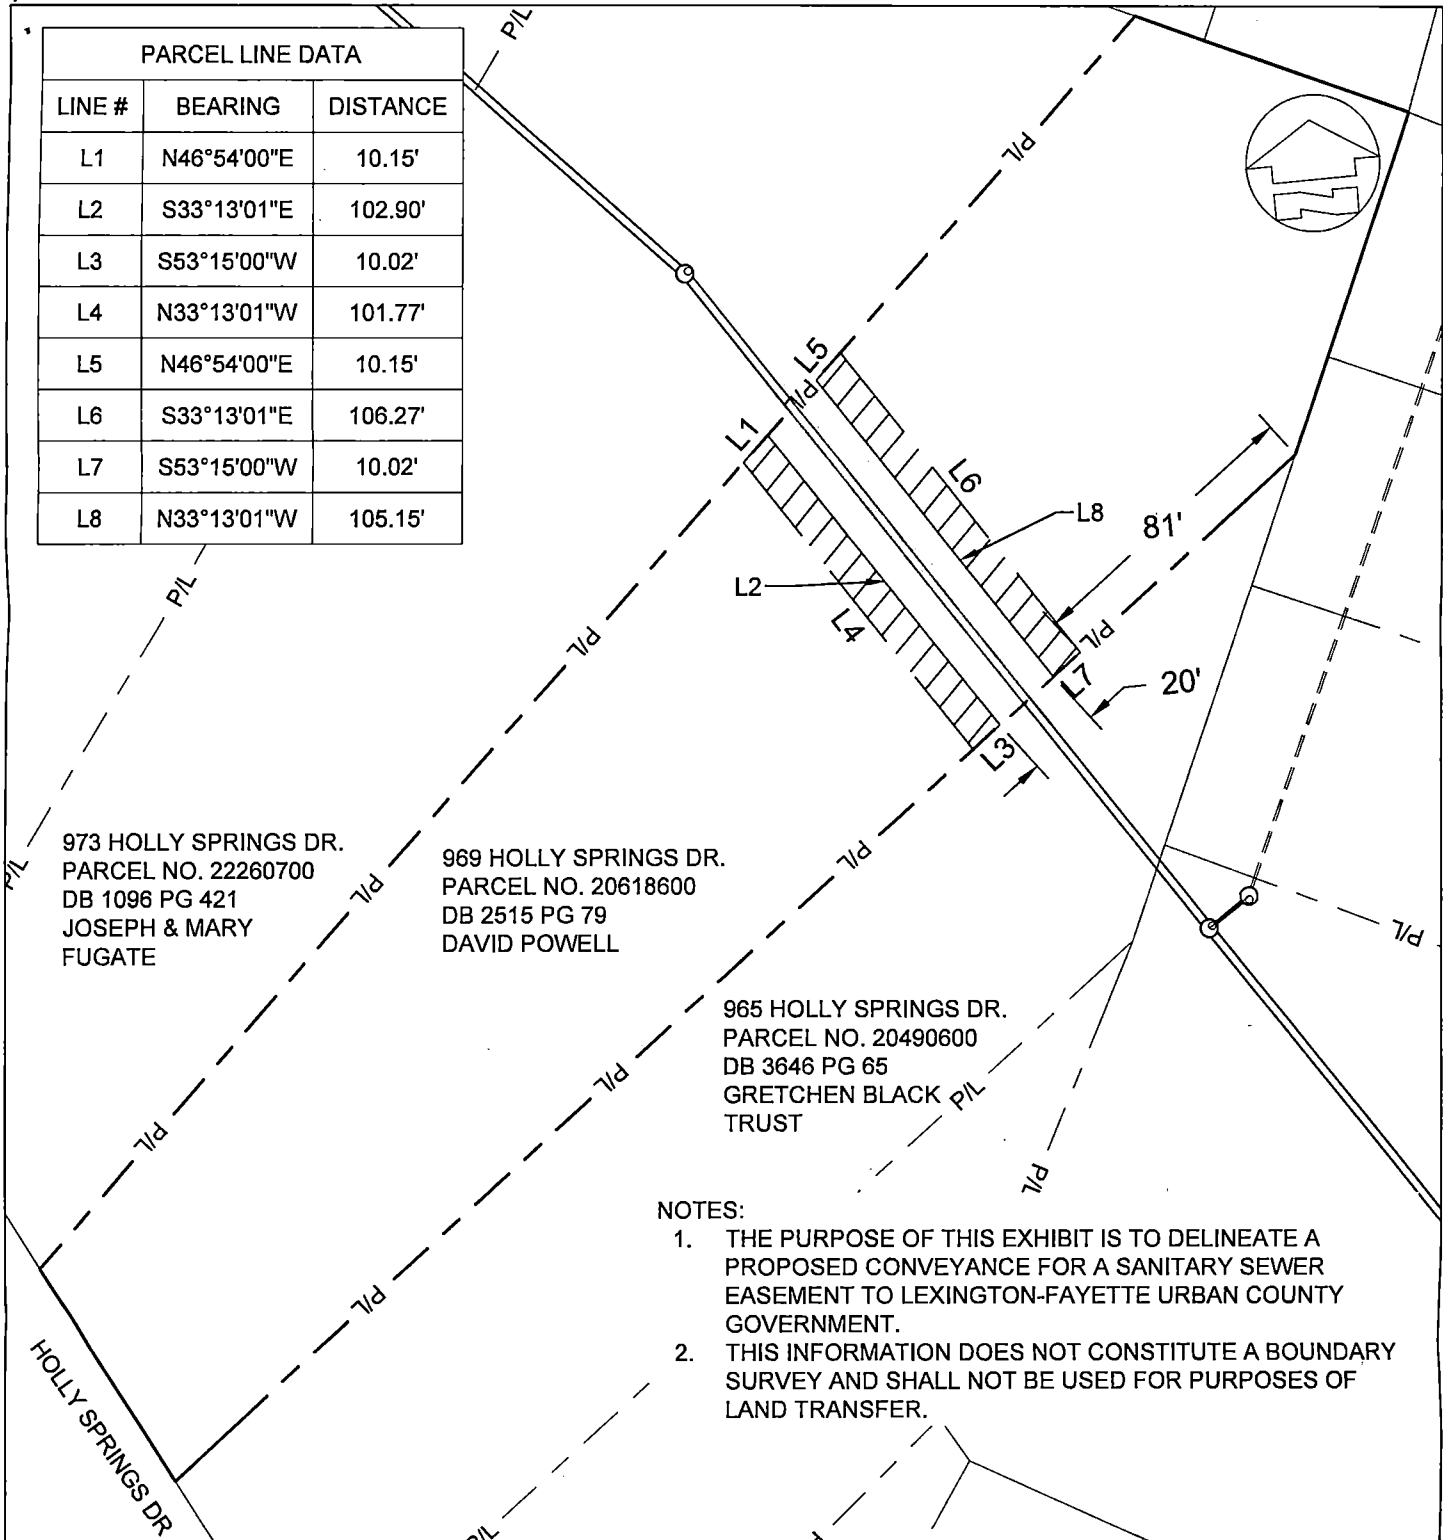 PARCEL LINE DATA
LINE # BEARING DISTANCE
L1 N46°54'00"E 10.15'
L2 S33°13'01"E 102.90'
L3 S53°15'00"W 10.02'
L4 N33°13'01"W 101.77'
L5 N46°54'00"E 10.15'
L6 S33°13'01"E 106.27'
L7 S53°15'00"W 10.02'
L8 N33°13'01"W 105.15'
P/L
P/L
L5
P/L
L1
L6
L8
81'
L2
P/L
L4
P/L
P/L
L7
20'
L3
973 HOLLY SPRINGS DR.
PARCEL NO. 22260700
DB 1096 PG 421
JOSEPH & MARY
FUGATE
P/L
P/L
969 HOLLY SPRINGS DR.
PARCEL NO. 20618600
DB 2515 PG 79
DAVID POWELL
P/L
P/L
965 HOLLY SPRINGS DR.
PARCEL NO. 20490600
DB 3646 PG 65
GRETCHEN BLACK
TRUST
P/L
P/L
P/L
P/L
NOTES:
1. THE PURPOSE OF THIS EXHIBIT IS TO DELINEATE A
PROPOSED CONVEYANCE FOR A SANITARY SEWER
EASEMENT TO LEXINGTON-FAYETTE URBAN COUNTY
GOVERNMENT.
2. THIS INFORMATION DOES NOT CONSTITUTE A BOUNDARY
SURVEY AND SHALL NOT BE USED FOR PURPOSES OF
LAND TRANSFER.
P/L
HOLLY SPRINGS DR
P/L